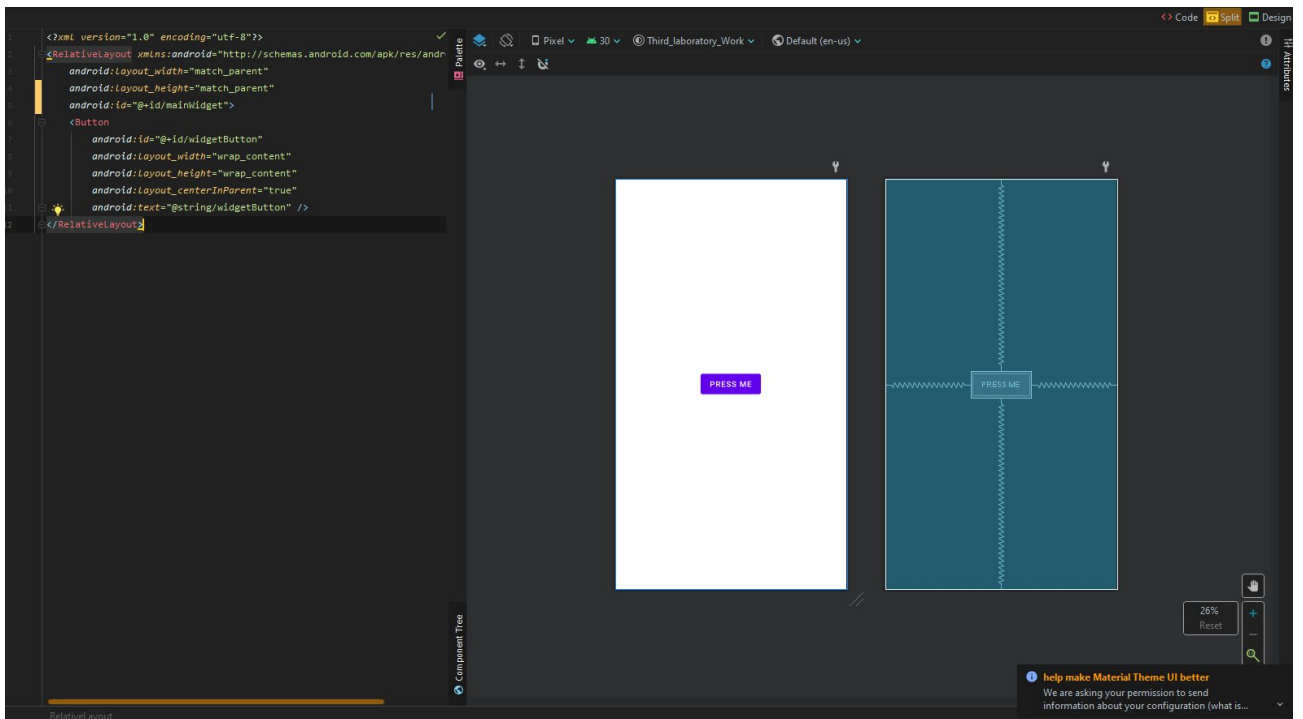 Code Split Design
1 <?xml version="1.0" encoding="utf-8"?>
<RelativeLayout xmlns:android="http://schemas.android.com/apk/res/andr
android:layout_width="match_parent"
android:layout_height="match_parent"
android:id="@+id/mainWidget">
<Button
android:id="@+id/widgetButton"
android:layout_width="wrap_content"
android:layout_height="wrap_content"
android:layout_centerInParent="true"
android:text="@string/widgetButton" />
12 </RelativeLayout>
RelativeLayout
Palette
Component Tree
Pixel 30 Third_laboratory_Work Default (en-us)
Attributes
PRESS ME
PRESS ME
26%
Reset
help make Material Theme UI better
We are asking your permission to send
information about your configuration (what is...